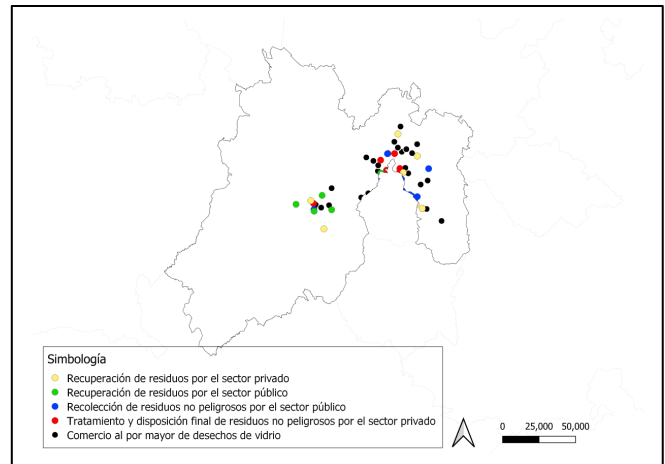 Simbología
Recuperación de residuos por el sector privado
Recuperación de residuos por el sector público
Recolección de residuos no peligrosos por el sector público
Tratamiento y disposición final de residuos no peligrosos por el sector privado
Comercio al por mayor de desechos de vidrio
0 25,000 50,000